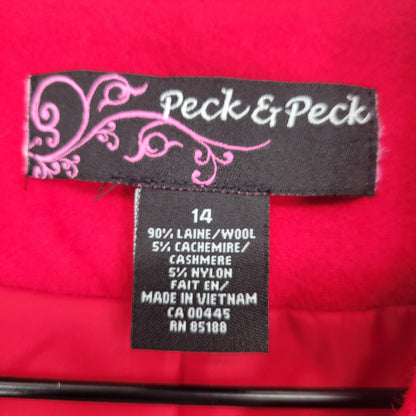 Peck & Peck
14
90% LAINE/WOOL
5% CACHEMIRE/
CASHMERE
5% NYLON
FAIT EN/
MADE IN VIETNAM
CA 00445
RN 85188